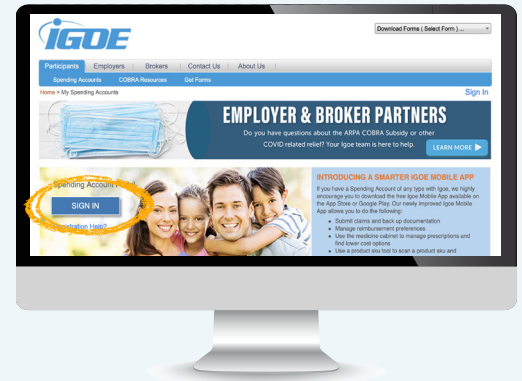 iGOE
Download Forms ( Select Form ) ...
Participants Employers Brokers Contact Us About Us
Spending Accounts COBRA Resources Get Forms
Home > My Spending Accounts
Sign In
EMPLOYER & BROKER PARTNERS
Do you have questions about the ARPA COBRA Subsidy or other
COVID related relief? Your Igoe team is here to help.
LEARN MORE
Spending Account
SIGN IN
Registration Help?
INTRODUCING A SMARTER IGOE MOBILE APP
If you have a Spending Account of any type with Igoe, we highly
encourage you to download the free Igoe Mobile App available on
the App Store or Google Play. Our newly improved Igoe Mobile
App allows you to do the following:
• Submit claims and back up documentation
• Manage reimbursement preferences
• Use the medicine cabinet to manage prescriptions and
find lower cost options
• Use a product sku tool to scan a product sku and